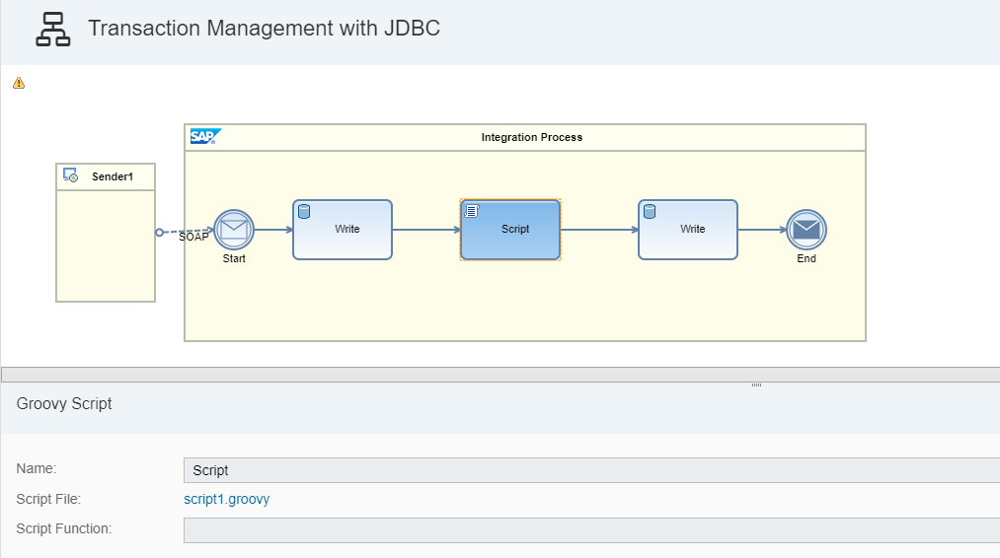 Transaction Management with JDBC
SAP
Integration Process
Sender1
SOAP
Write
Script
Write
Start
End
Groovy Script
Name:
Script
Script File:
script1.groovy
Script Function: